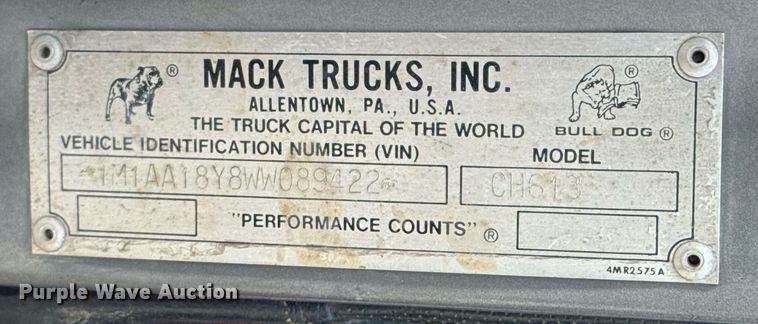 MACK TRUCKS, INC.
ALLENTOWN, PA., U.S.A.
THE TRUCK CAPITAL OF THE WORLD
®
®
BULL DOG ®
VEHICLE IDENTIFICATION NUMBER (VIN)
MODEL
*1M1AA18Y8WW089422*
CH613
"PERFORMANCE COUNTS" ®
4MR2575A
Purple Wave Auction